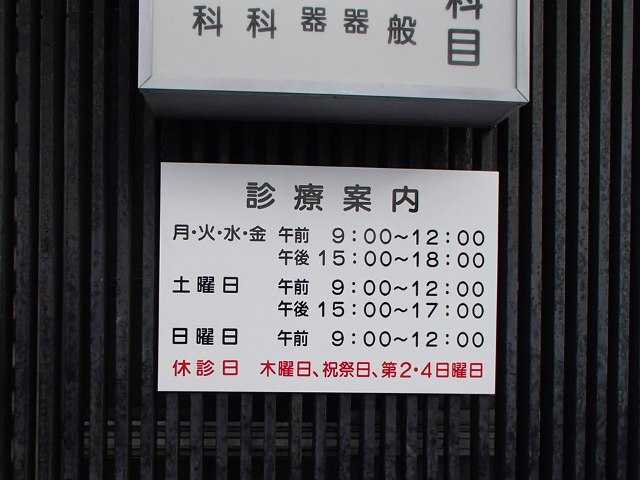 科 科 器 器 般 科目
診療案内
月・火・水・金 午前 9:00〜12:00
午後 15:00〜18:00
土曜日 午前 9:00〜12:00
午後 15:00〜17:00
日曜日 午前 9:00〜12:00
休診日 木曜日、祝祭日、第2・4日曜日